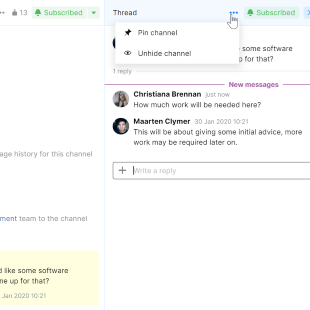 13 Subscribed
Thread
Subscribed
Pin channel
Unhide channel
some software
p for that?
1 reply
New messages
Christiana Brennan just now
How much work will be needed here?
Maarten Clymer 30 Jan 2020 10:21
This will be about giving some initial advice, more
work may be required later on.
Write a reply
age history for this channel
ment team to the channel
d like some software
ne up for that?
Jan 2020 10:21